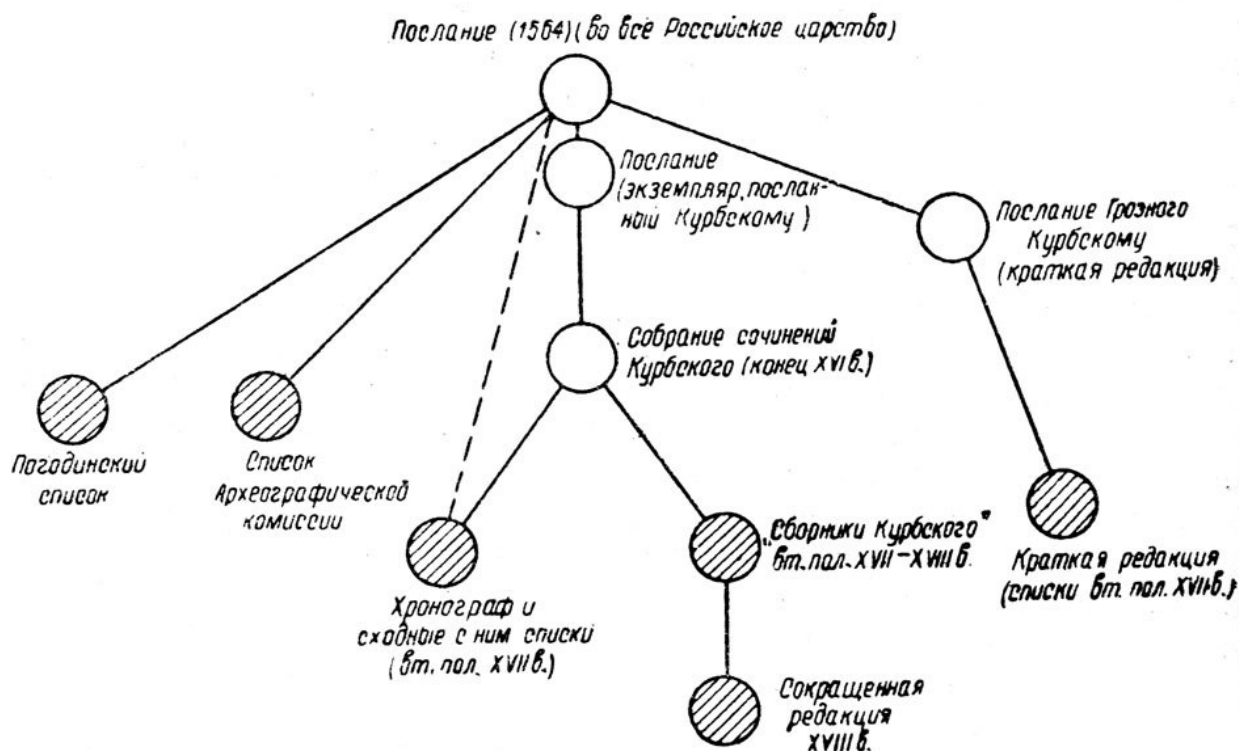 Послание (1564) (во всё Российское царство)
Послание
(экземпляр, послан-
ный Курбскому)
Послание Грозного
Курбскому
(краткая редакция)
Собрание сочинений
Курбского (конец XVI в.)
Погодинский
список
Список
Археографической
комиссии
Хронограф и
сходные с ним списки
(вт. пол. XVII в.)
„Сборники Курбского"
вт. пол. XVII – XVIII в.
Краткая редакция
(списки вт. пол. XVII в.)
Сокращенная
редакция
XVIII в.